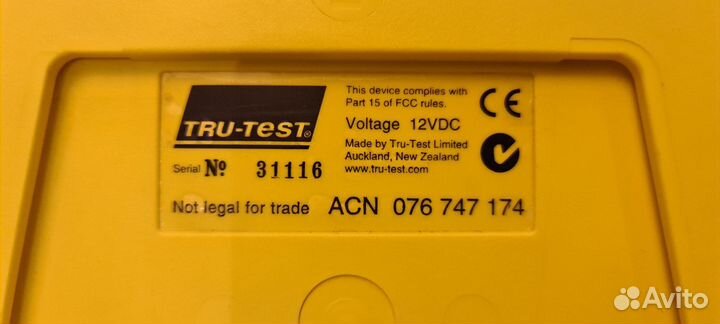 TRU-TEST®
This device complies with
Part 15 of FCC rules.
CE
Voltage 12VDC
Made by Tru-Test Limited
Auckland, New Zealand
www.tru-test.com
Serial № 31116
Not legal for trade ACN 076 747 174
Avito